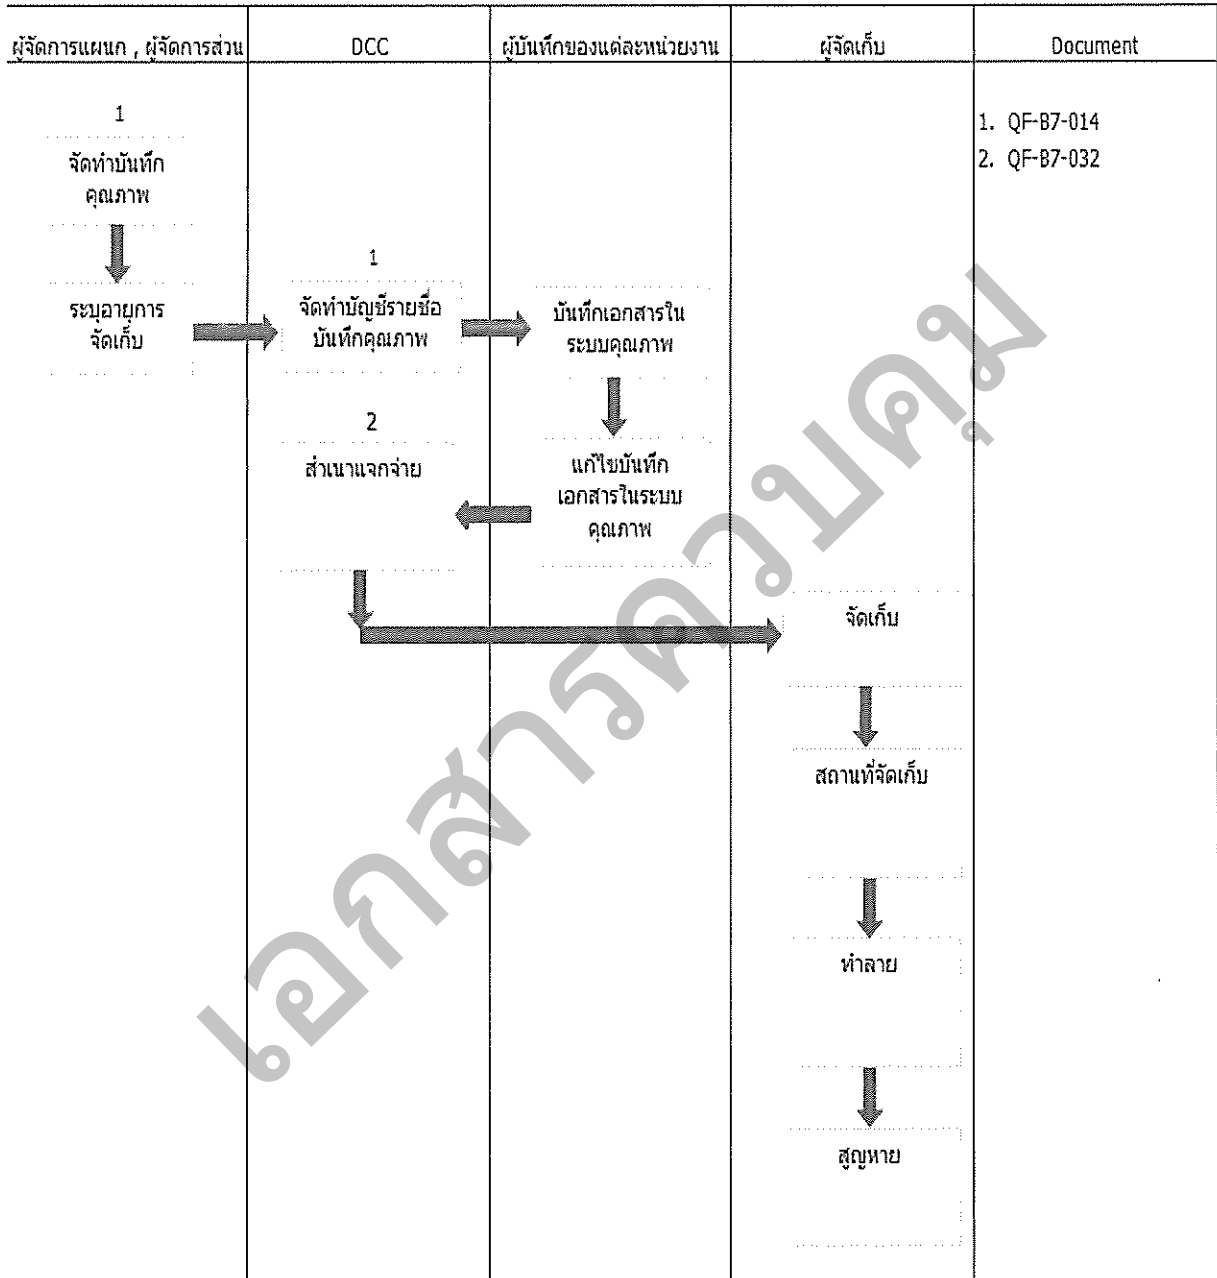 ผู้จัดการแผนก , ผู้จัดการส่วน
DCC
ผู้บันทึกของแต่ละหน่วยงาน
ผู้จัดเก็บ
Document
1
จัดทำบันทึก
คุณภาพ
ระบุอายุการ
จัดเก็บ
1
จัดทำบัญชีรายชื่อ
บันทึกคุณภาพ
บันทึกเอกสารใน
ระบบคุณภาพ
2
สำเนาแจกจ่าย
แก้ไขบันทึก
เอกสารในระบบ
คุณภาพ
จัดเก็บ
สถานที่จัดเก็บ
ทำลาย
สูญหาย
1. QF-B7-014
2. QF-B7-032
เอกสารควบคุม